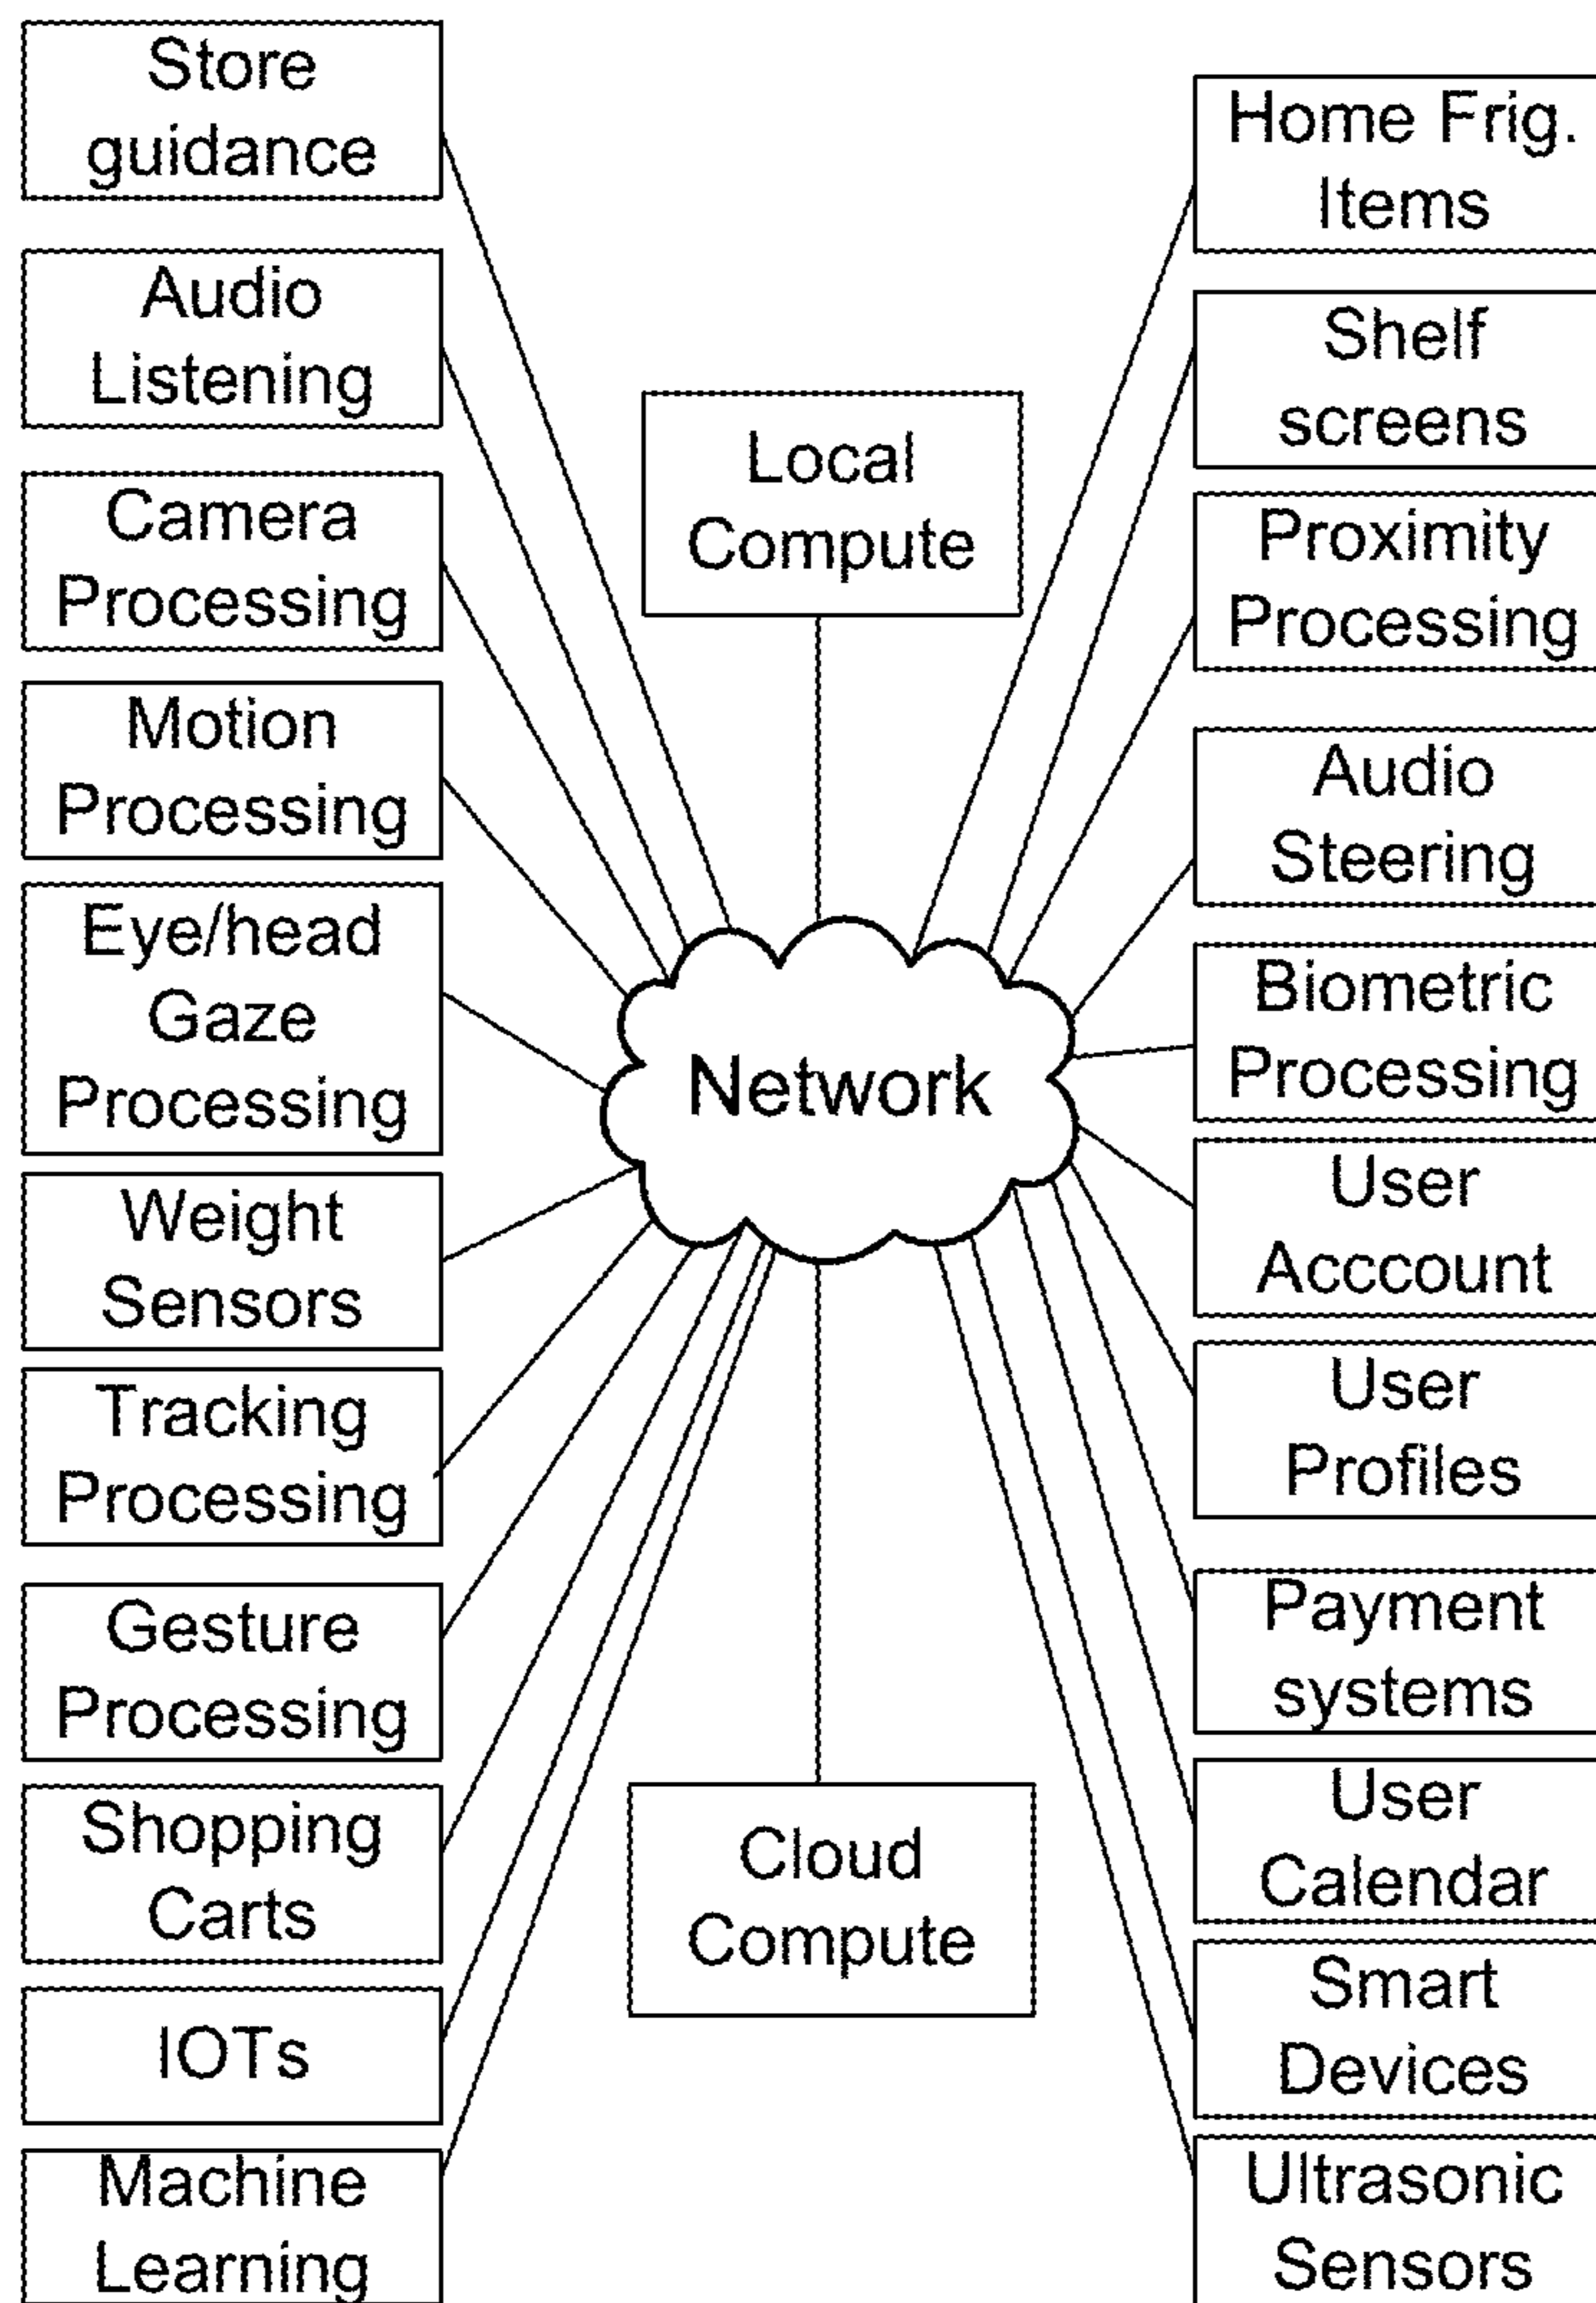 Store
guidance
Audio
Listening
Camera
Processing
Motion
Processing
Eye/head
Gaze
Processing
Weight
Sensors
Tracking
Processing
Gesture
Processing
Shopping
Carts
IOTs
Machine
Learning
Local
Compute
Network
Cloud
Compute
Home Frig.
Items
Shelf
screens
Proximity
Processing
Audio
Steering
Biometric
Processing
User
Acccount
User
Profiles
Payment
systems
User
Calendar
Smart
Devices
Ultrasonic
Sensors